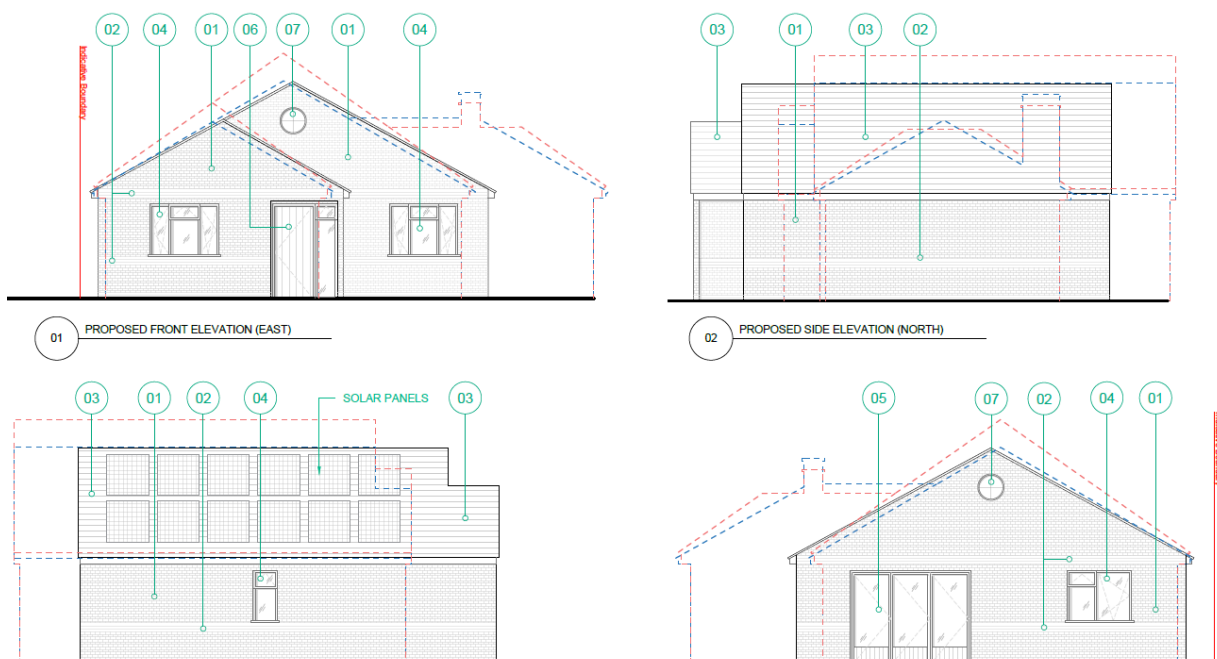 02 04 01 06 07 01 04
Indicative Boundary
03 01 03 02
01 PROPOSED FRONT ELEVATION (EAST)
02 PROPOSED SIDE ELEVATION (NORTH)
03 01 02 04 SOLAR PANELS 03
05 07 02 04 01